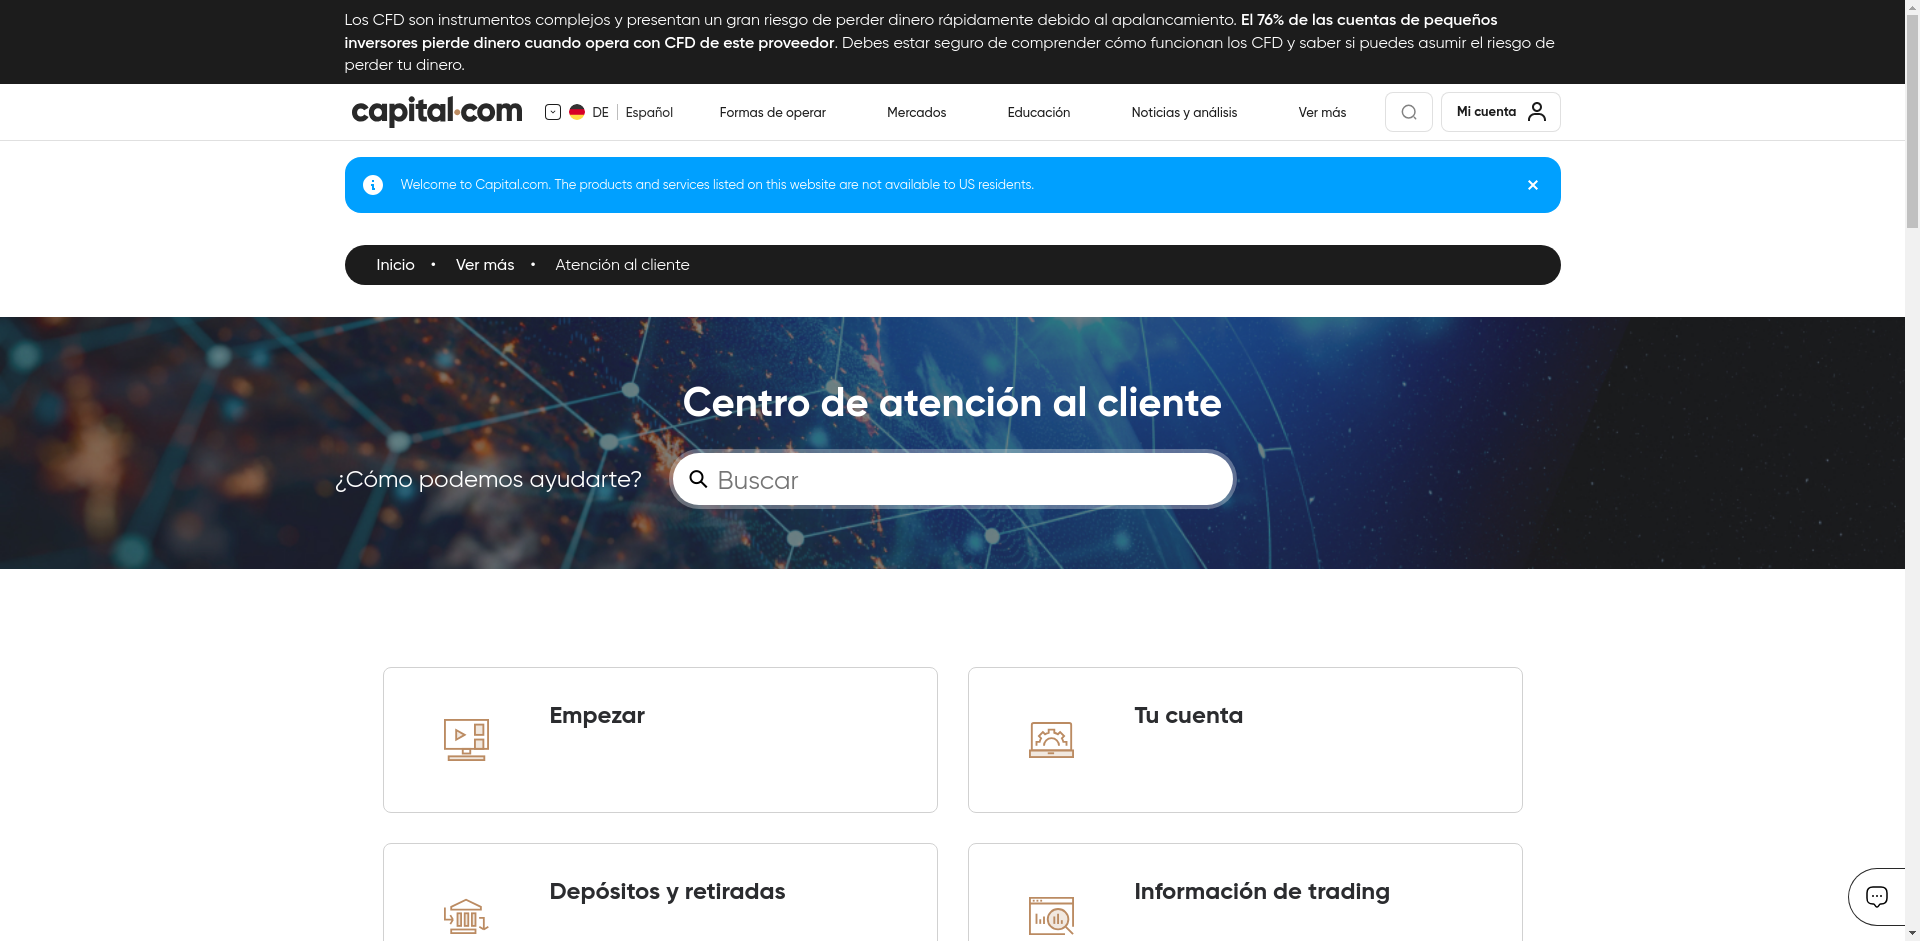 Los CFD son instrumentos complejos y presentan un gran riesgo de perder dinero rápidamente debido al apalancamiento. El 76% de las cuentas de pequeños
inversores pierde dinero cuando opera con CFD de este proveedor. Debes estar seguro de comprender cómo funcionan los CFD y saber si puedes asumir el riesgo de
perder tu dinero.
capital.com DE Español Formas de operar Mercados Educación Noticias y análisis Ver más Mi cuenta
Welcome to Capital.com. The products and services listed on this website are not available to US residents.
Inicio • Ver más • Atención al cliente
Centro de atención al cliente
¿Cómo podemos ayudarte? Buscar
Empezar
Tu cuenta
Depósitos y retiradas
Información de trading